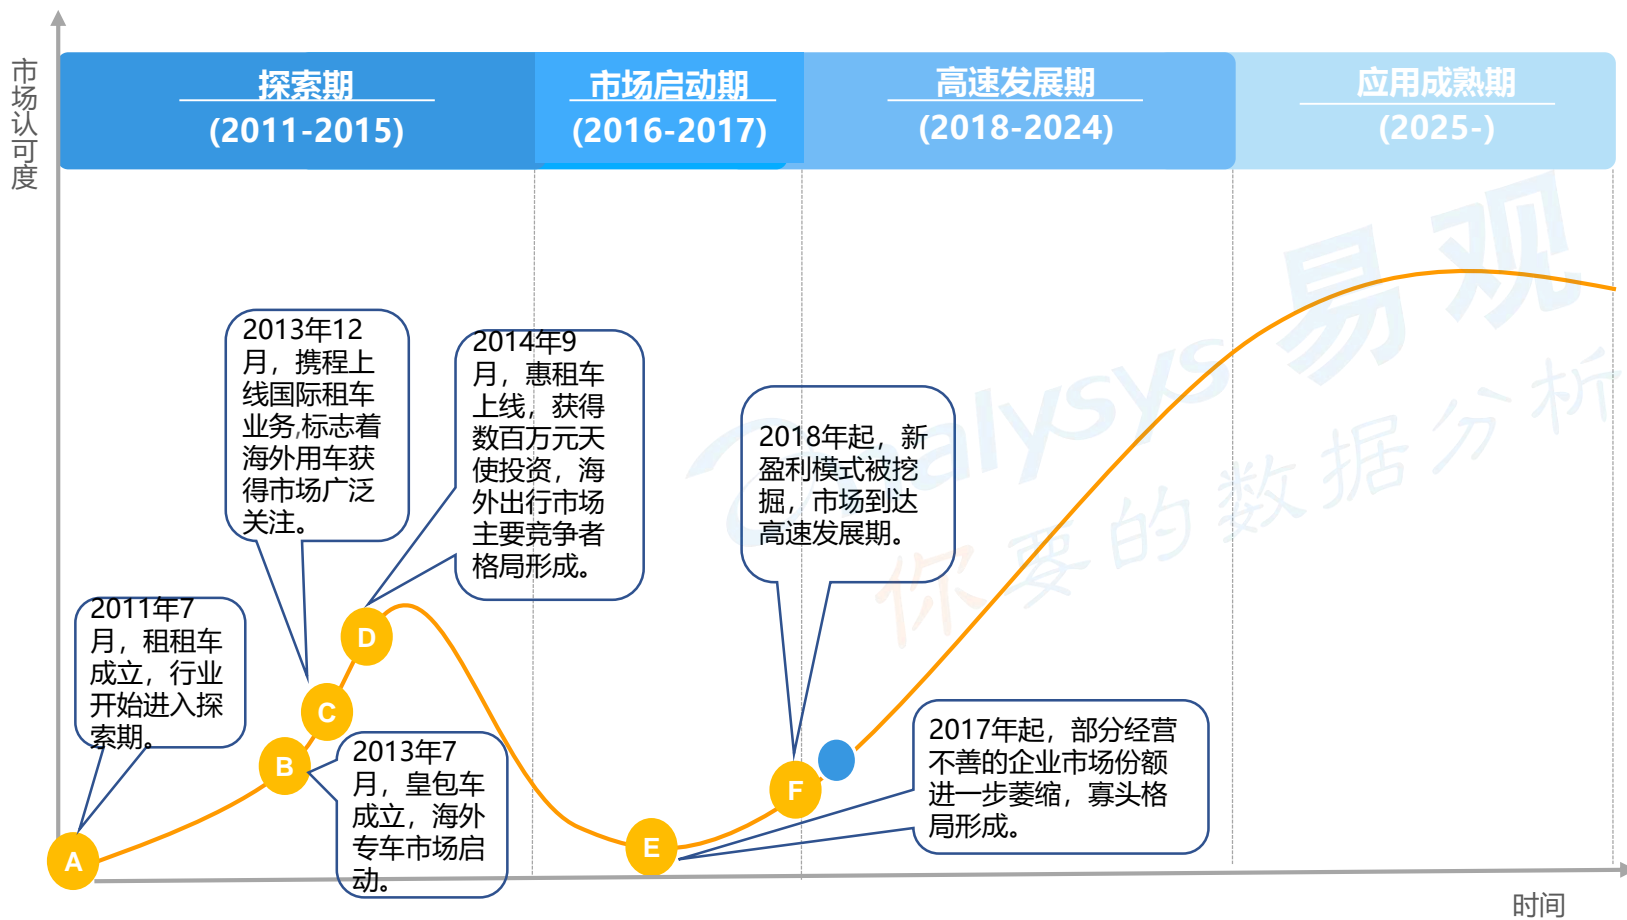 市场认可度
探索期
(2011-2015)
市场启动期
(2016-2017)
高速发展期
(2018-2024)
应用成熟期
(2025-)
2013年12
月，携程上
线国际租车
业务,标志着
海外用车获
得市场广泛
关注。
2014年9
月，惠租车
上线，获得
数百万元天
使投资，海
外出行市场
主要竞争者
格局形成。
2018年起，新
盈利模式被挖
掘，市场到达
高速发展期。
2011年7
月，租租车
成立，行业
开始进入探
索期。
2013年7
月，皇包车
成立，海外
专车市场启
动。
2017年起，部分经营
不善的企业市场份额
进一步萎缩，寡头格
局形成。
A
B
C
D
E
F
时间
analysys 易观
你要的数据分析